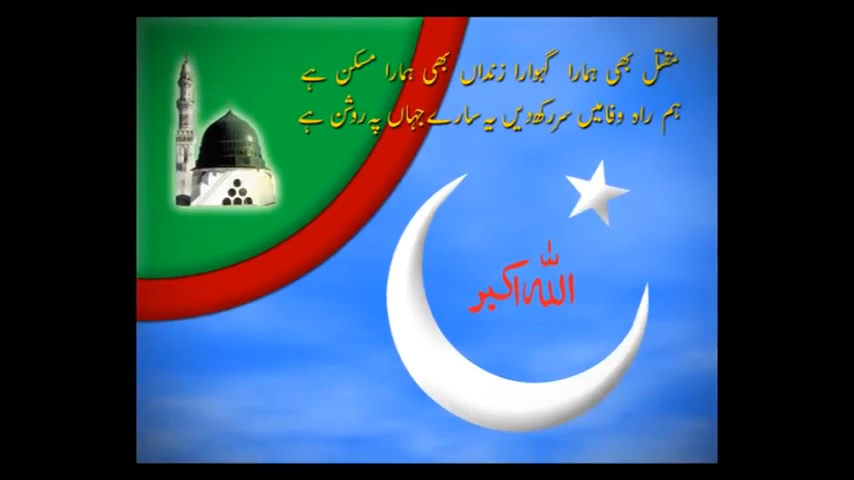 مقتل بھی ہمارا گہوارا زنداں بھی ہمارا مسکن ہے
ہم راہ وفا میں سر رکھ دیں یہ سارے جہاں پہ روشن ہے
اللہ اکبر